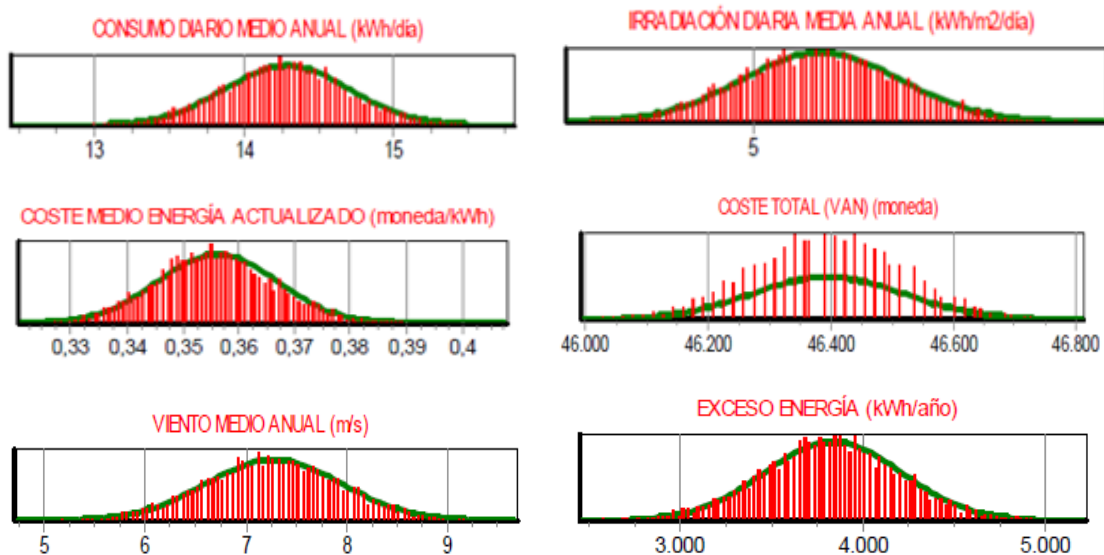 CONSUMO DIARIO MEDIO ANUAL (kWh/día)
13 14 15
IRRADIACIÓN DIARIA MEDIA ANUAL (kWh/m2/día)
5
COSTE MEDIO ENERGÍA ACTUALIZADO (moneda/kWh)
0,33 0,34 0,35 0,36 0,37 0,38 0,39 0,4
COSTE TOTAL (VAN) (moneda)
46.000 46.200 46.400 46.600 46.800
VIENTO MEDIO ANUAL (m/s)
5 6 7 8 9
EXCESO ENERGÍA (kWh/año)
3.000 4.000 5.000